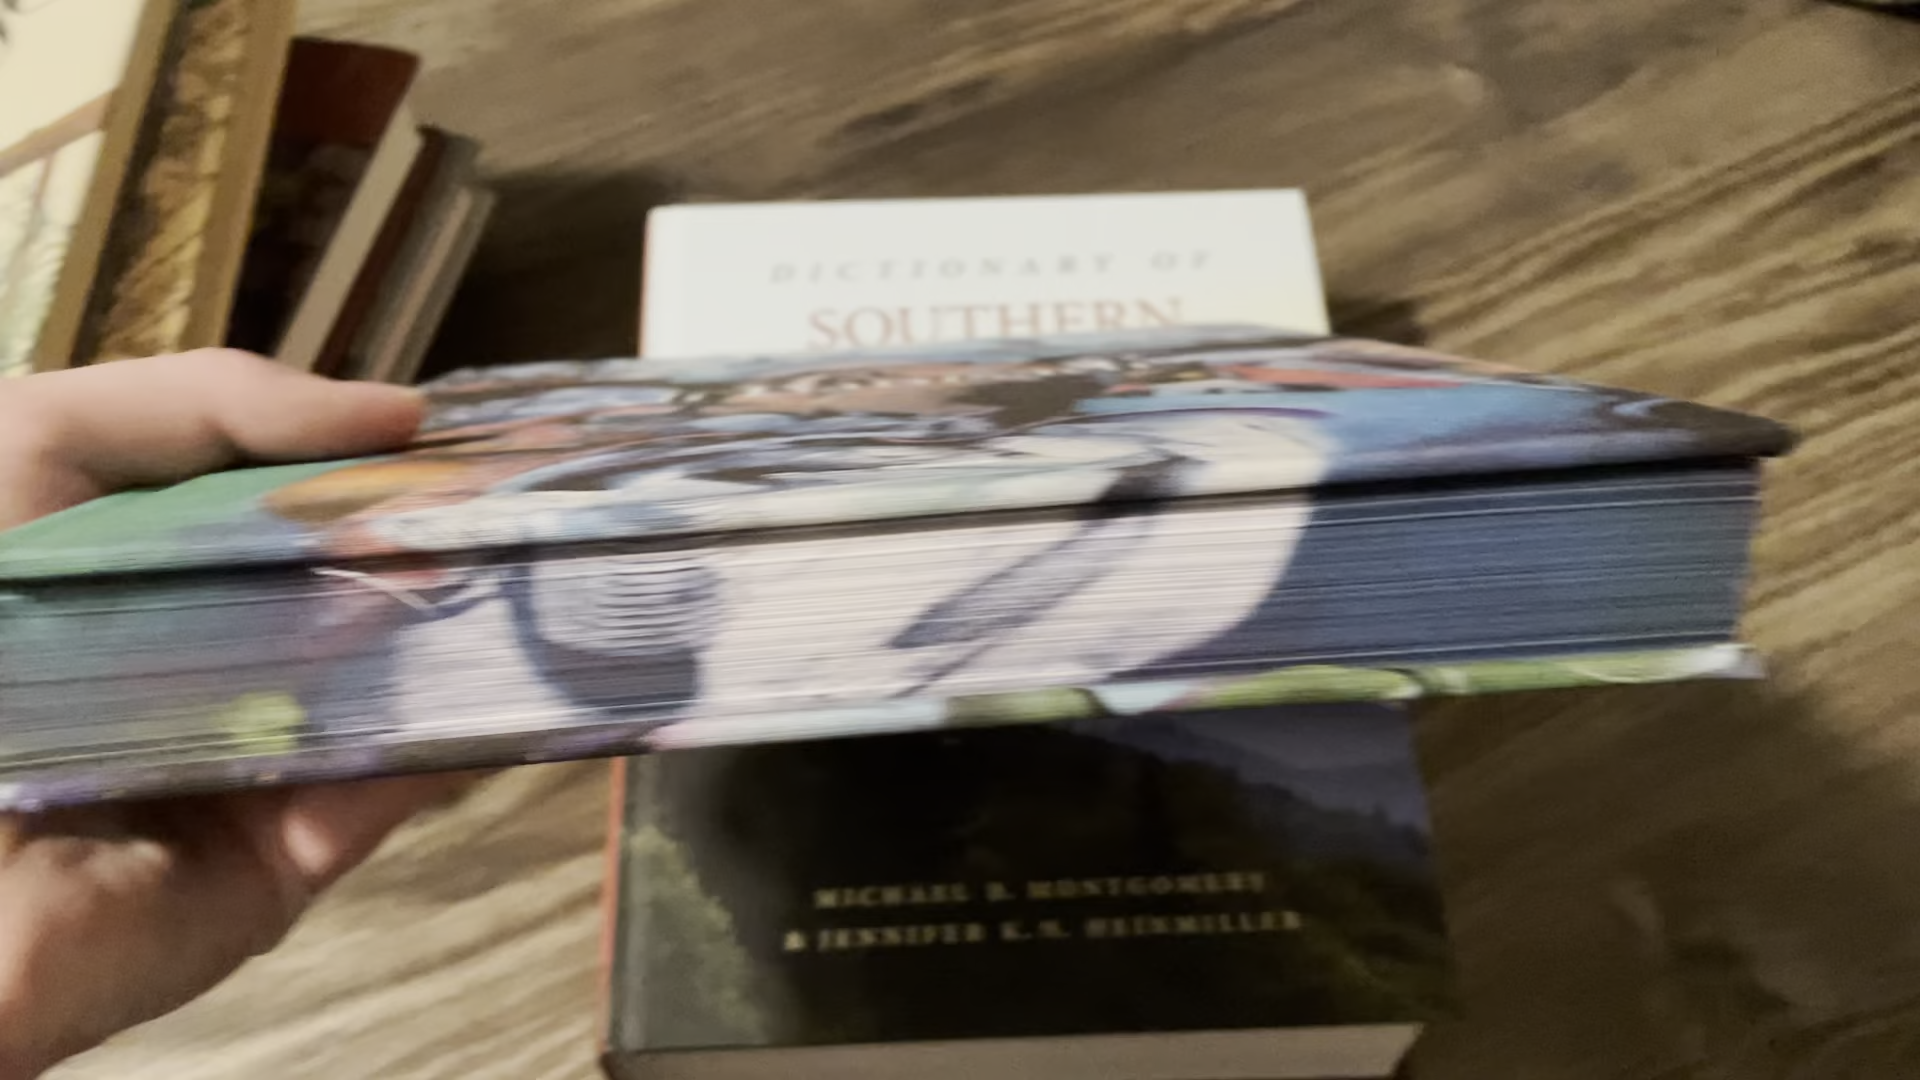 DICTIONARY OF
SOUTHERN
MICHAEL B. MONTGOMERY
& JENNIFER K.N. HEINMILLER